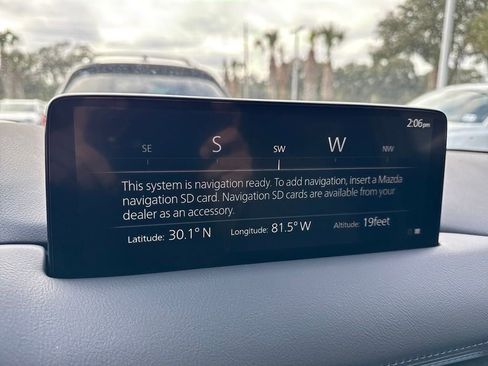 2:06pm
SE S SW W NW
This system is navigation ready. To add navigation, insert a Mazda
navigation SD card. Navigation SD cards are available from your
dealer as an accessory.
Latitude: 30.1° N Longitude: 81.5° W Altitude: 19feet